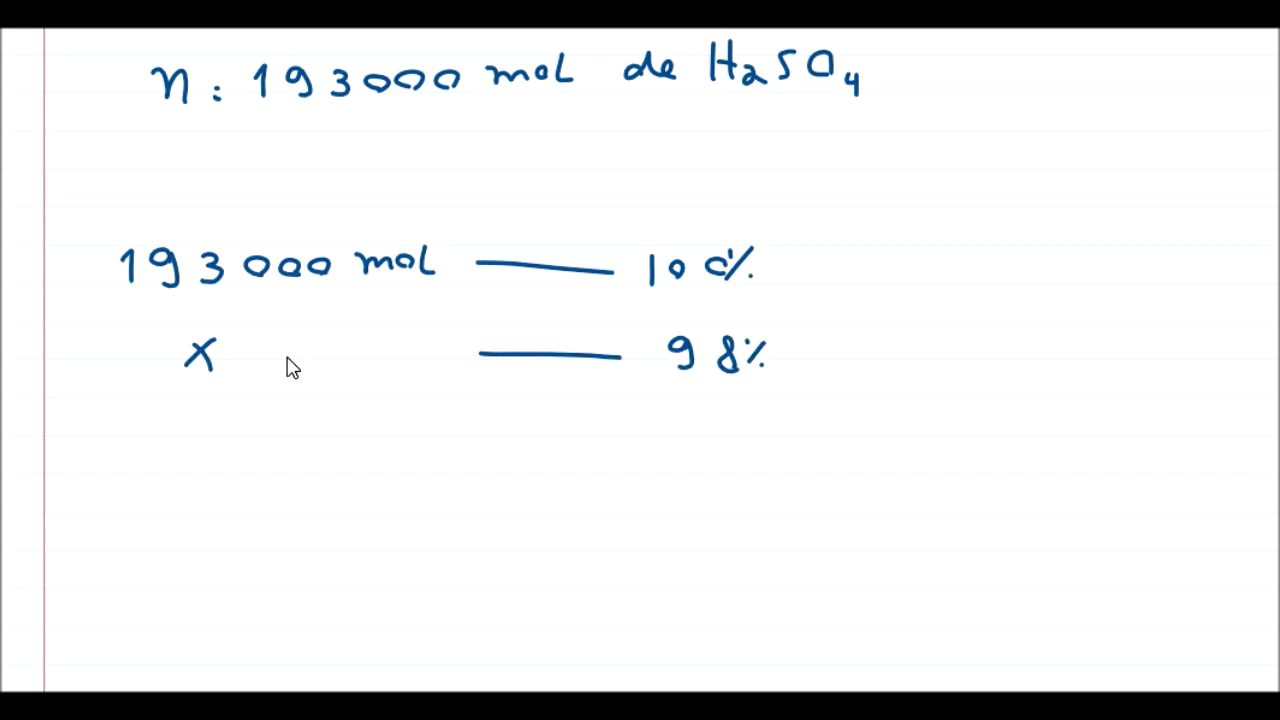 n: 193000 mol de H2SO4
193000 mol — 100%
x — 98%